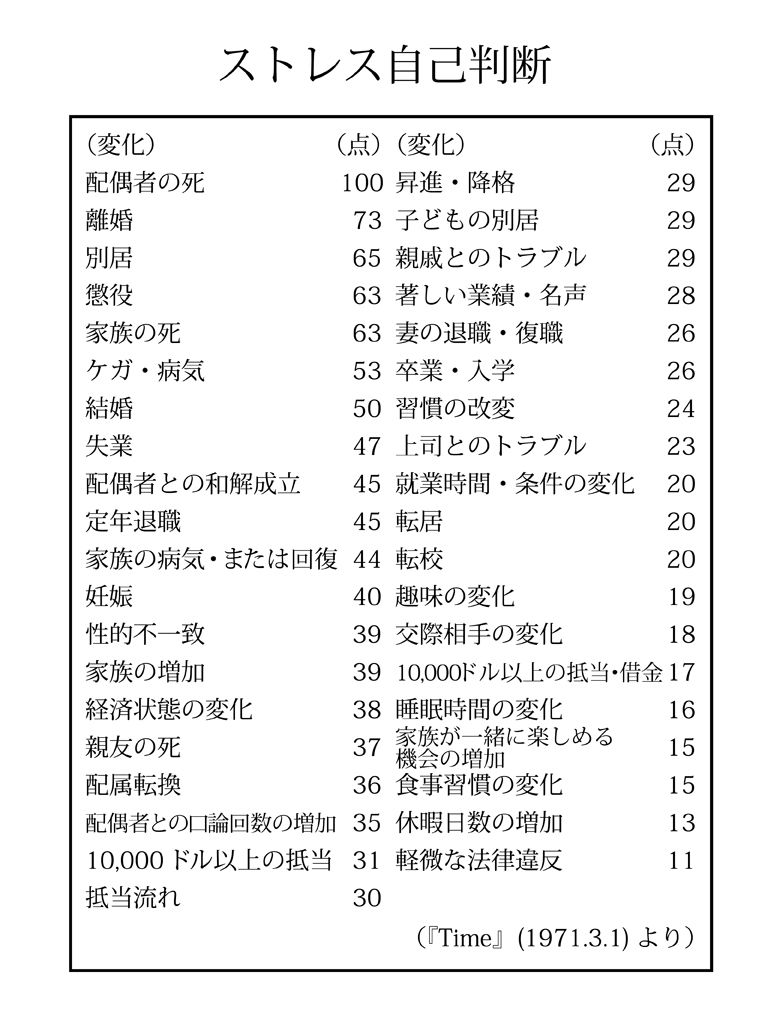 ストレス自己判断
（変化）（点）
配偶者の死 100
離婚 73
別居 65
懲役 63
家族の死 63
ケガ・病気 53
結婚 50
失業 47
配偶者との和解成立 45
定年退職 45
家族の病気・または回復 44
妊娠 40
性的不一致 39
家族の増加 39
経済状態の変化 38
親友の死 37
配属転換 36
配偶者との口論回数の増加 35
10,000ドル以上の抵当 31
抵当流れ 30
（変化）（点）
昇進・降格 29
子どもの別居 29
親戚とのトラブル 29
著しい業績・名声 28
妻の退職・復職 26
卒業・入学 26
習慣の改変 24
上司とのトラブル 23
就業時間・条件の変化 20
転居 20
転校 20
趣味の変化 19
交際相手の変化 18
10,000ドル以上の抵当・借金 17
睡眠時間の変化 16
家族が一緒に楽しめる
機会の増加 15
食事習慣の変化 15
休暇日数の増加 13
軽微な法律違反 11
（『Time』(1971.3.1)より）